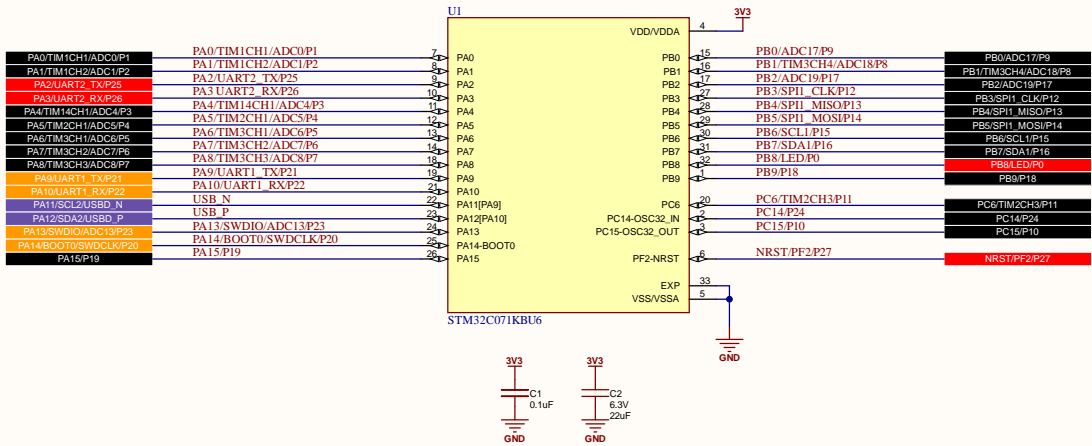 U1
3V3
VDD/VDDA 4
PA0/TIM1CH1/ADC0/P1 PA0/TIM1CH1/ADC0/P1 7 PA0 PB0 15 PB0/ADC17/P9 PB0/ADC17/P9
PA1/TIM1CH2/ADC1/P2 PA1/TIM1CH2/ADC1/P2 8 PA1 PB1 16 PB1/TIM3CH4/ADC18/P8 PB1/TIM3CH4/ADC18/P8
PA2/UART2_TX/P25 PA2/UART2_TX/P25 9 PA2 PB2 17 PB2/ADC19/P17 PB2/ADC19/P17
PA3/UART2_RX/P26 PA3 UART2_RX/P26 10 PA3 PB3 27 PB3/SPI1_CLK/P12 PB3/SPI1_CLK/P12
PA4/TIM14CH1/ADC4/P3 PA4/TIM14CH1/ADC4/P3 11 PA4 PB4 28 PB4/SPI1_MISO/P13 PB4/SPI1_MISO/P13
PA5/TIM2CH1/ADC5/P4 PA5/TIM2CH1/ADC5/P4 12 PA5 PB5 29 PB5/SPI1_MOSI/P14 PB5/SPI1_MOSI/P14
PA6/TIM3CH1/ADC6/P5 PA6/TIM3CH1/ADC6/P5 13 PA6 PB6 30 PB6/SCL1/P15 PB6/SCL1/P15
PA7/TIM3CH2/ADC7/P6 PA7/TIM3CH2/ADC7/P6 14 PA7 PB7 31 PB7/SDA1/P16 PB7/SDA1/P16
PA8/TIM3CH3/ADC8/P7 PA8/TIM3CH3/ADC8/P7 18 PA8 PB8 32 PB8/LED/P0 PB8/LED/P0
PA9/UART1_TX/P21 PA9/UART1_TX/P21 19 PA9 PB9 1 PB9/P18 PB9/P18
PA10/UART1_RX/P22 PA10/UART1_RX/P22 21 PA10
PA11/SCL2/USBD_N USB_N 22 PA11[PA9] PC6 20 PC6/TIM2CH3/P11 PC6/TIM2CH3/P11
PA12/SDA2/USBD_P USB_P 23 PA12[PA10] PC14-OSC32_IN 2 PC14/P24 PC14/P24
PA13/SWDIO/ADC13/P23 PA13/SWDIO/ADC13/P23 24 PA13 PC15-OSC32_OUT 3 PC15/P10 PC15/P10
PA14/BOOT0/SWDCLK/P20 PA14/BOOT0/SWDCLK/P20 25 PA14-BOOT0
PA15/P19 PA15/P19 26 PA15 PF2-NRST 6 NRST/PF2/P27 NRST/PF2/P27
EXP 33
VSS/VSSA 5
STM32C071KBU6
GND
3V3 3V3
C1 C2
0.1uF 6.3V
22uF
GND GND